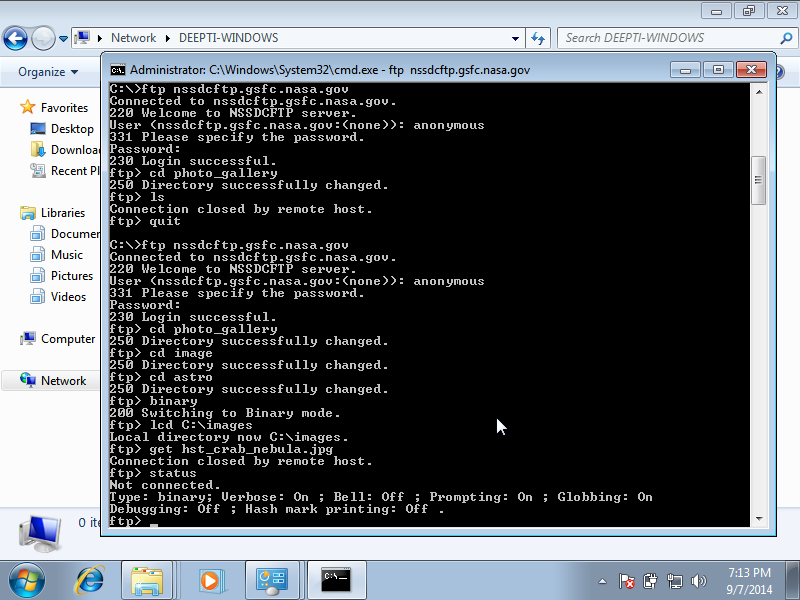 Network
DEEPTI-WINDOWS
Search DEEPTI-WINDOWS
Organize
Administrator: C:\Windows\System32\cmd.exe - ftp nssdcftp.gsfc.nasa.gov
Favorites
Desktop
Downloa
Recent Pl
Libraries
Documen
Music
Pictures
Videos
Computer
Network
C:\>ftp nssdcftp.gsfc.nasa.gov
Connected to nssdcftp.gsfc.nasa.gov.
220 Welcome to NSSDCFTP server.
User (nssdcftp.gsfc.nasa.gov:(none)): anonymous
331 Please specify the password.
Password:
230 Login successful.
ftp> cd photo_gallery
250 Directory successfully changed.
ftp> ls
Connection closed by remote host.
ftp> quit
C:\>ftp nssdcftp.gsfc.nasa.gov
Connected to nssdcftp.gsfc.nasa.gov.
220 Welcome to NSSDCFTP server.
User (nssdcftp.gsfc.nasa.gov:(none)): anonymous
331 Please specify the password.
Password:
230 Login successful.
ftp> cd photo_gallery
250 Directory successfully changed.
ftp> cd image
250 Directory successfully changed.
ftp> cd astro
250 Directory successfully changed.
ftp> binary
200 Switching to Binary mode.
ftp> lcd C:\images
Local directory now C:\images.
ftp> get hst_crab_nebula.jpg
Connection closed by remote host.
ftp> status
Not connected.
Type: binary; Verbose: On ; Bell: Off ; Prompting: On ; Globbing: On
Debugging: Off ; Hash mark printing: Off .
ftp> _
0 ite
C:\_
7:13 PM
9/7/2014